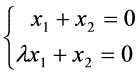 x₁ + x₂ = 0
λx₁ + x₂ = 0